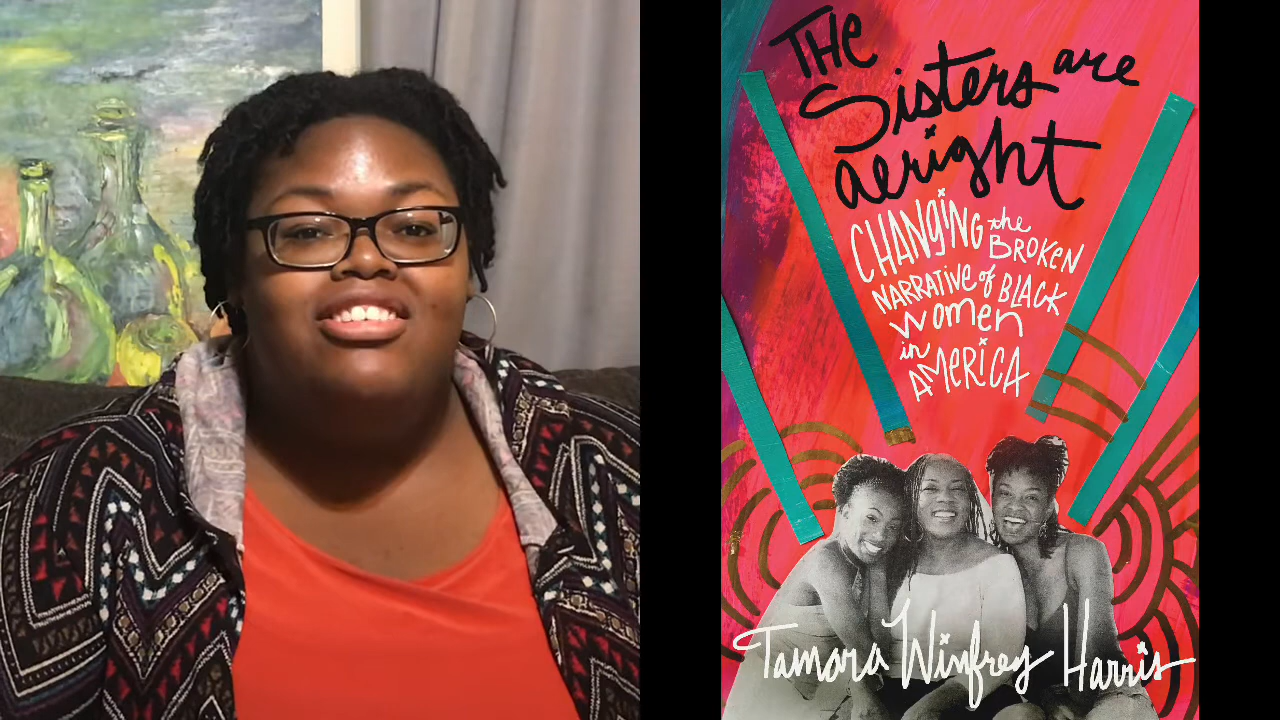 THE
Sisters are
alright
CHANGING the
BROKEN
NARRATIVE of BLACK
women
in
AMERICA
Tamara Winfrey Harris